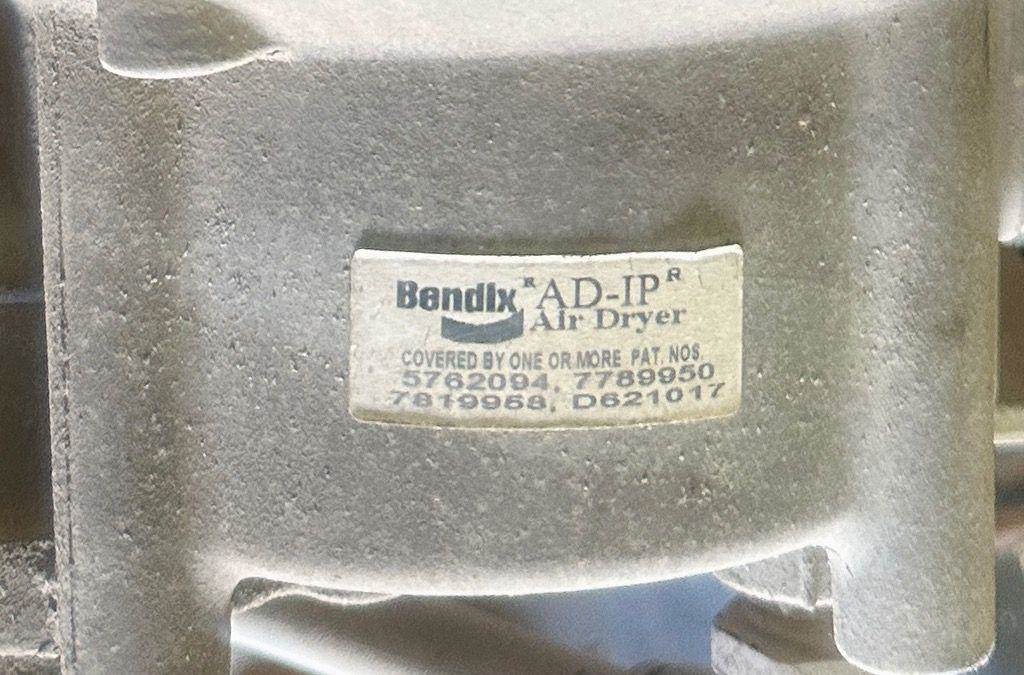 Bendix R AD-IP R
Air Dryer
COVERED BY ONE OR MORE PAT. NOS.
5762094, 7789950
7819968, D621017